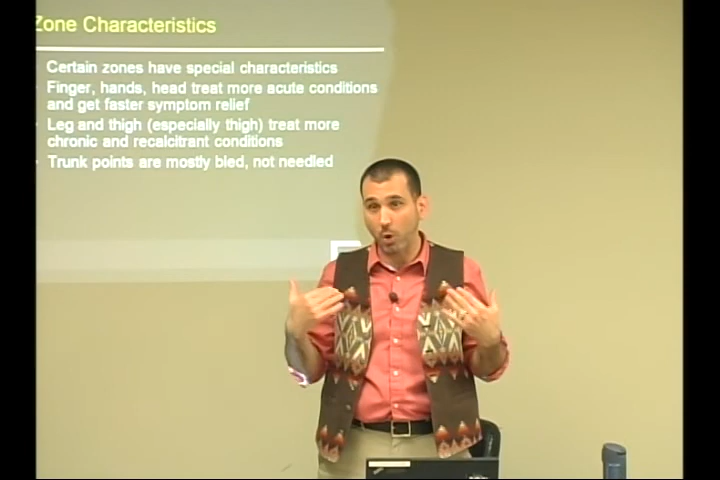 Zone Characteristics
Certain zones have special characteristics
Finger, hands, head treat more acute conditions
and get faster symptom relief
Leg and thigh (especially thigh) treat more
chronic and recalcitrant conditions
Trunk points are mostly bled, not needled